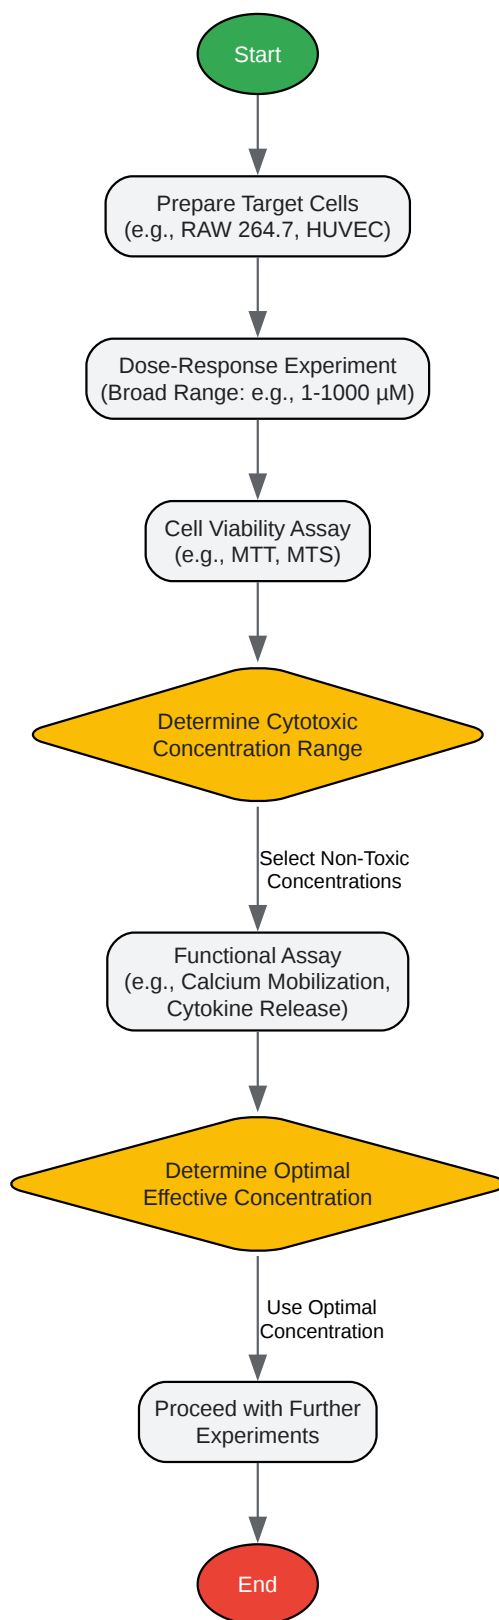 Start
Prepare Target Cells
(e.g., RAW 264.7, HUVEC)
Dose-Response Experiment
(Broad Range: e.g., 1-1000 µM)
Cell Viability Assay
(e.g., MTT, MTS)
Determine Cytotoxic
Concentration Range
Select Non-Toxic
Concentrations
Functional Assay
(e.g., Calcium Mobilization,
Cytokine Release)
Determine Optimal
Effective Concentration
Use Optimal
Concentration
Proceed with Further
Experiments
End